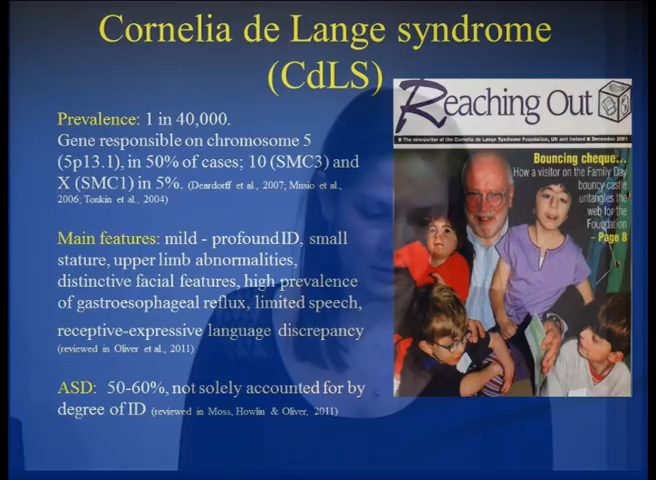 Cornelia de Lange syndrome
(CdLS)
Prevalence: 1 in 40,000.
Gene responsible on chromosome 5
(5p13.1), in 50% of cases; 10 (SMC3) and
X (SMC1) in 5%. (Deardorff et al., 2007; Musio et al.,
2006; Tonkin et al., 2004)
Main features: mild - profound ID, small
stature, upper limb abnormalities,
distinctive facial features, high prevalence
of gastroesophageal reflux, limited speech,
receptive-expressive language discrepancy
(reviewed in Oliver et al., 2011)
ASD: 50-60%, not solely accounted for by
degree of ID (reviewed in Moss, Howlin & Oliver, 2011)
Reaching Out
The newsletter of the Cornelia de Lange Syndrome Foundation, UK and Ireland December 2001
Bouncing cheque...
How a visitor on the Family Day
bouncy castle
untangles the
web for the
Foundation
– Page 8